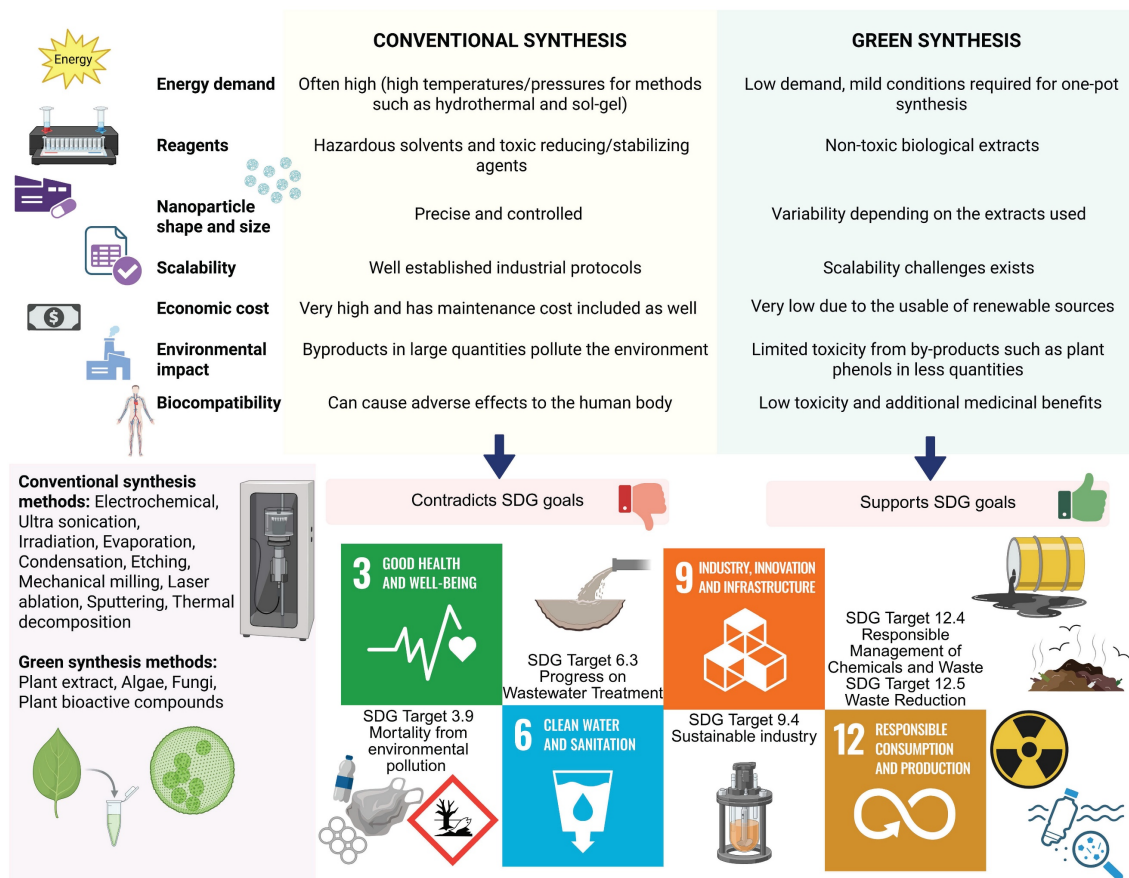 Energy
CONVENTIONAL SYNTHESIS
GREEN SYNTHESIS
Energy demand
Often high (high temperatures/pressures for methods
such as hydrothermal and sol-gel)
Low demand, mild conditions required for one-pot
synthesis
Reagents
Hazardous solvents and toxic reducing/stabilizing
agents
Non-toxic biological extracts
Nanoparticle
shape and size
Precise and controlled
Variability depending on the extracts used
Scalability
Well established industrial protocols
Scalability challenges exists
Economic cost
Very high and has maintenance cost included as well
Very low due to the usable of renewable sources
Environmental
impact
Byproducts in large quantities pollute the environment
Limited toxicity from by-products such as plant
phenols in less quantities
Biocompatibility
Can cause adverse effects to the human body
Low toxicity and additional medicinal benefits
Conventional synthesis
methods: Electrochemical,
Ultra sonication,
Irradiation, Evaporation,
Condensation, Etching,
Mechanical milling, Laser
ablation, Sputtering, Thermal
decomposition
Green synthesis methods:
Plant extract, Algae, Fungi,
Plant bioactive compounds
Contradicts SDG goals
Supports SDG goals
3 GOOD HEALTH
AND WELL-BEING
SDG Target 6.3
Progress on
Wastewater Treatment
9 INDUSTRY, INNOVATION
AND INFRASTRUCTURE
SDG Target 12.4
Responsible
Management of
Chemicals and Waste
SDG Target 12.5
Waste Reduction
SDG Target 3.9
Mortality from
environmental
pollution
6 CLEAN WATER
AND SANITATION
SDG Target 9.4
Sustainable industry
12 RESPONSIBLE
CONSUMPTION
AND PRODUCTION